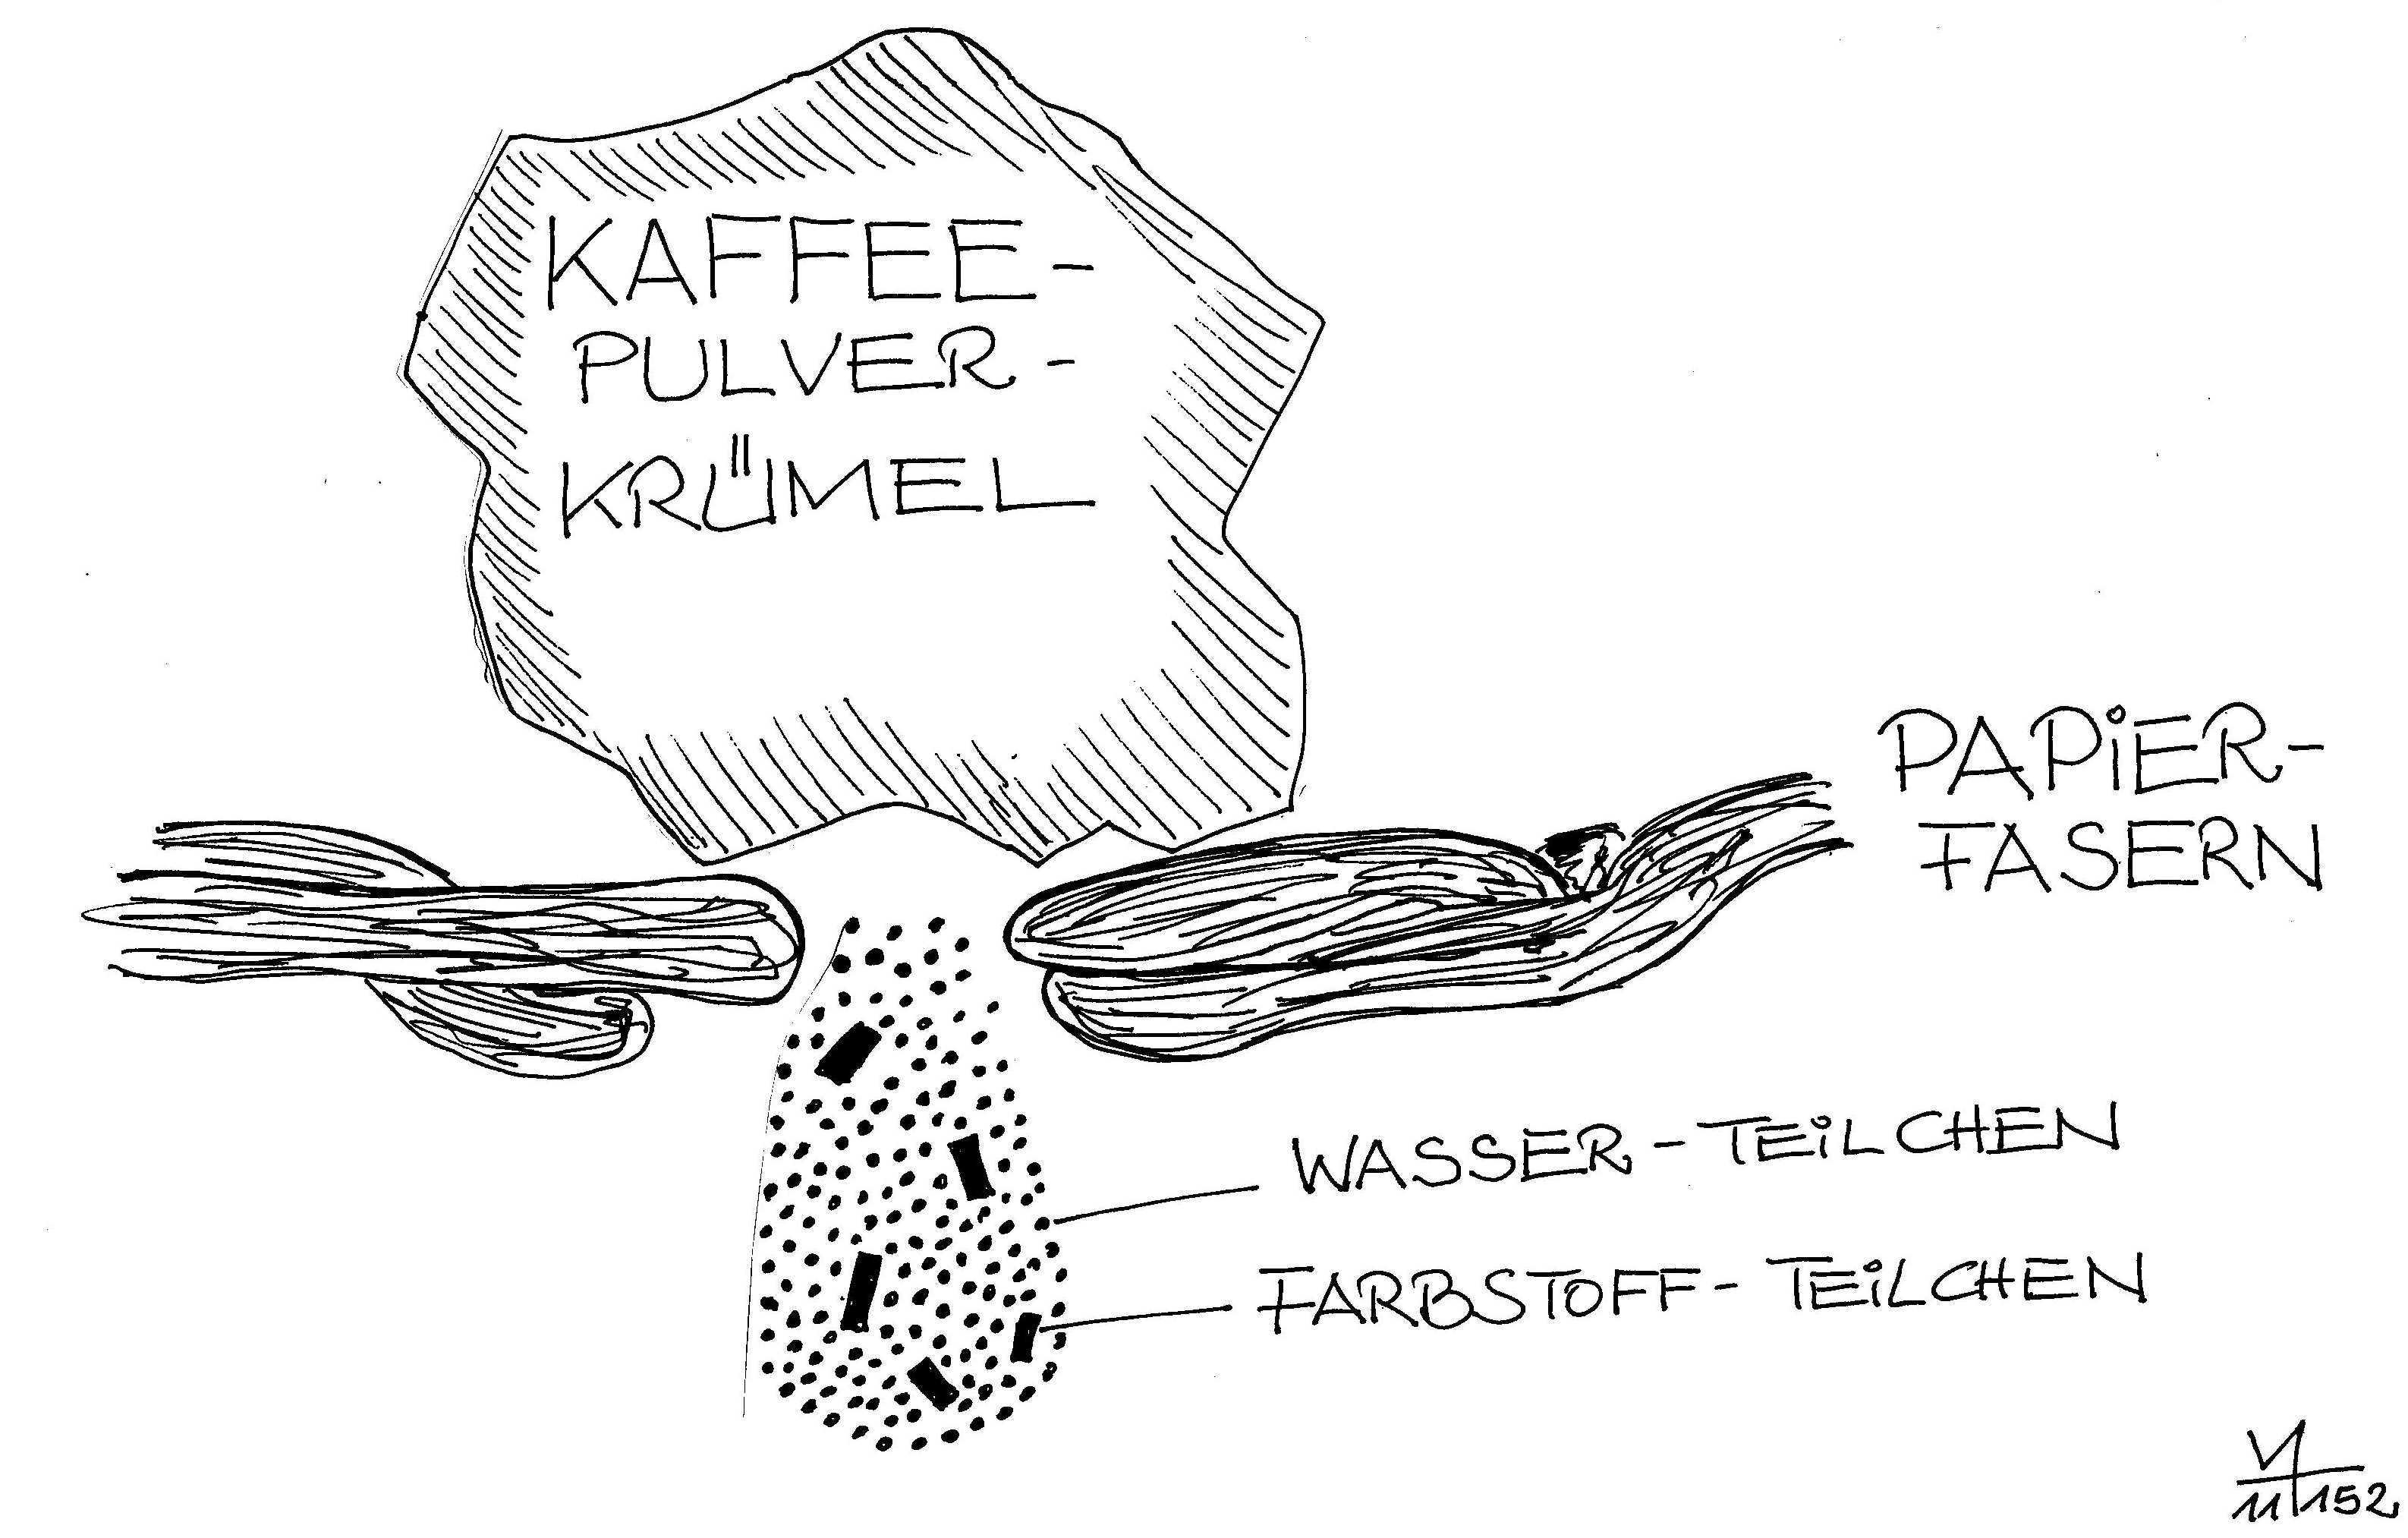 KAFFEE-
PULVER-
KRÜMEL
PAPiER-
FASERN
WASSER-TEiLCHEN
FARBSTOFF-TEiLCHEN
11 152